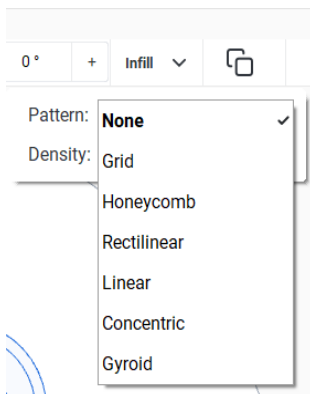 0 ° + Infill
Pattern:
None
Density:
Grid
Honeycomb
Rectilinear
Linear
Concentric
Gyroid